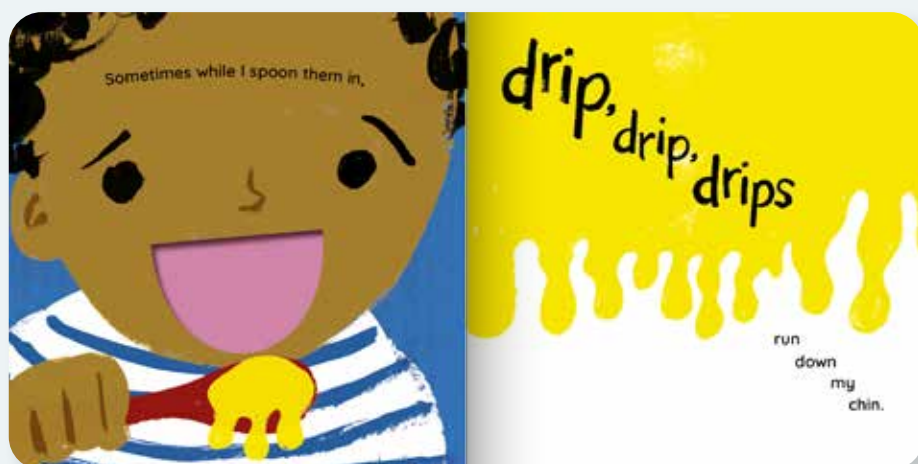 Sometimes while I spoon them in,
drip, drip, drips
run
down
my
chin.